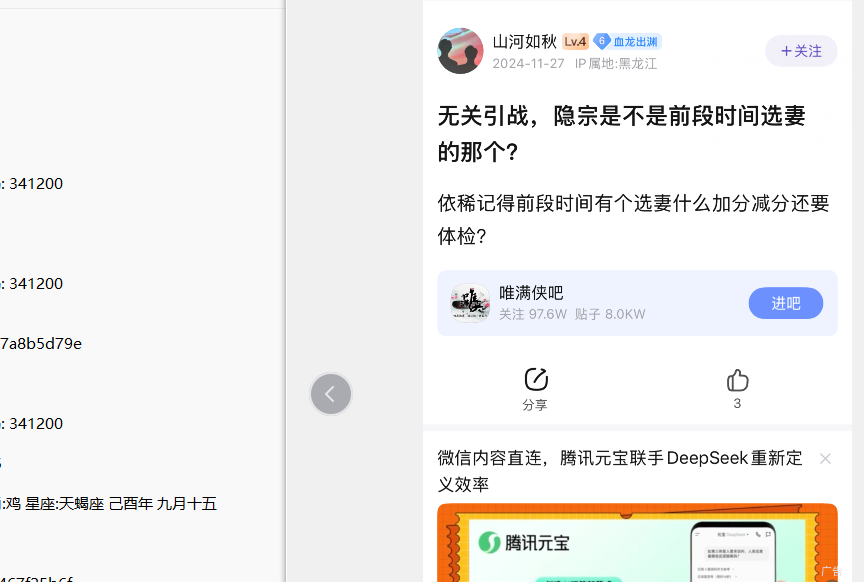 : 341200
: 341200
7a8b5d79e
: 341200
:鸡 星座:天蝎座 己酉年 九月十五
山河如秋 Lv.4 6 血龙出渊
2024-11-27 IP属地:黑龙江
+关注
无关引战，隐宗是不是前段时间选妻
的那个?
依稀记得前段时间有个选妻什么加分减分还要
体检?
唯满侠吧
关注 97.6W 贴子 8.0KW
进吧
分享
3
微信内容直连，腾讯元宝联手DeepSeek重新定
义效率
腾讯元宝
广告